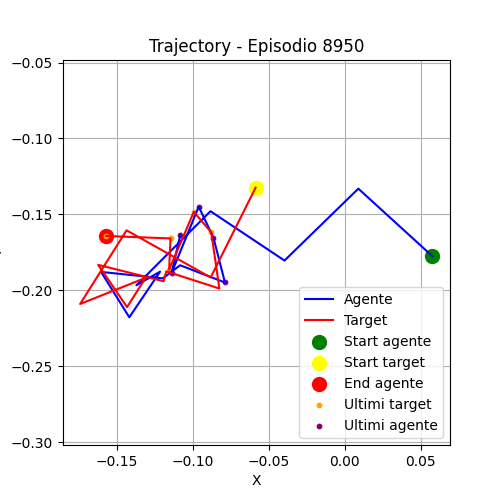 Trajectory - Episodio 8950
−0.05
−0.10
−0.15
−0.20
−0.25
−0.30
−0.15
−0.10
−0.05
0.00
0.05
X
Agente
Target
Start agente
Start target
End agente
Ultimi target
Ultimi agente